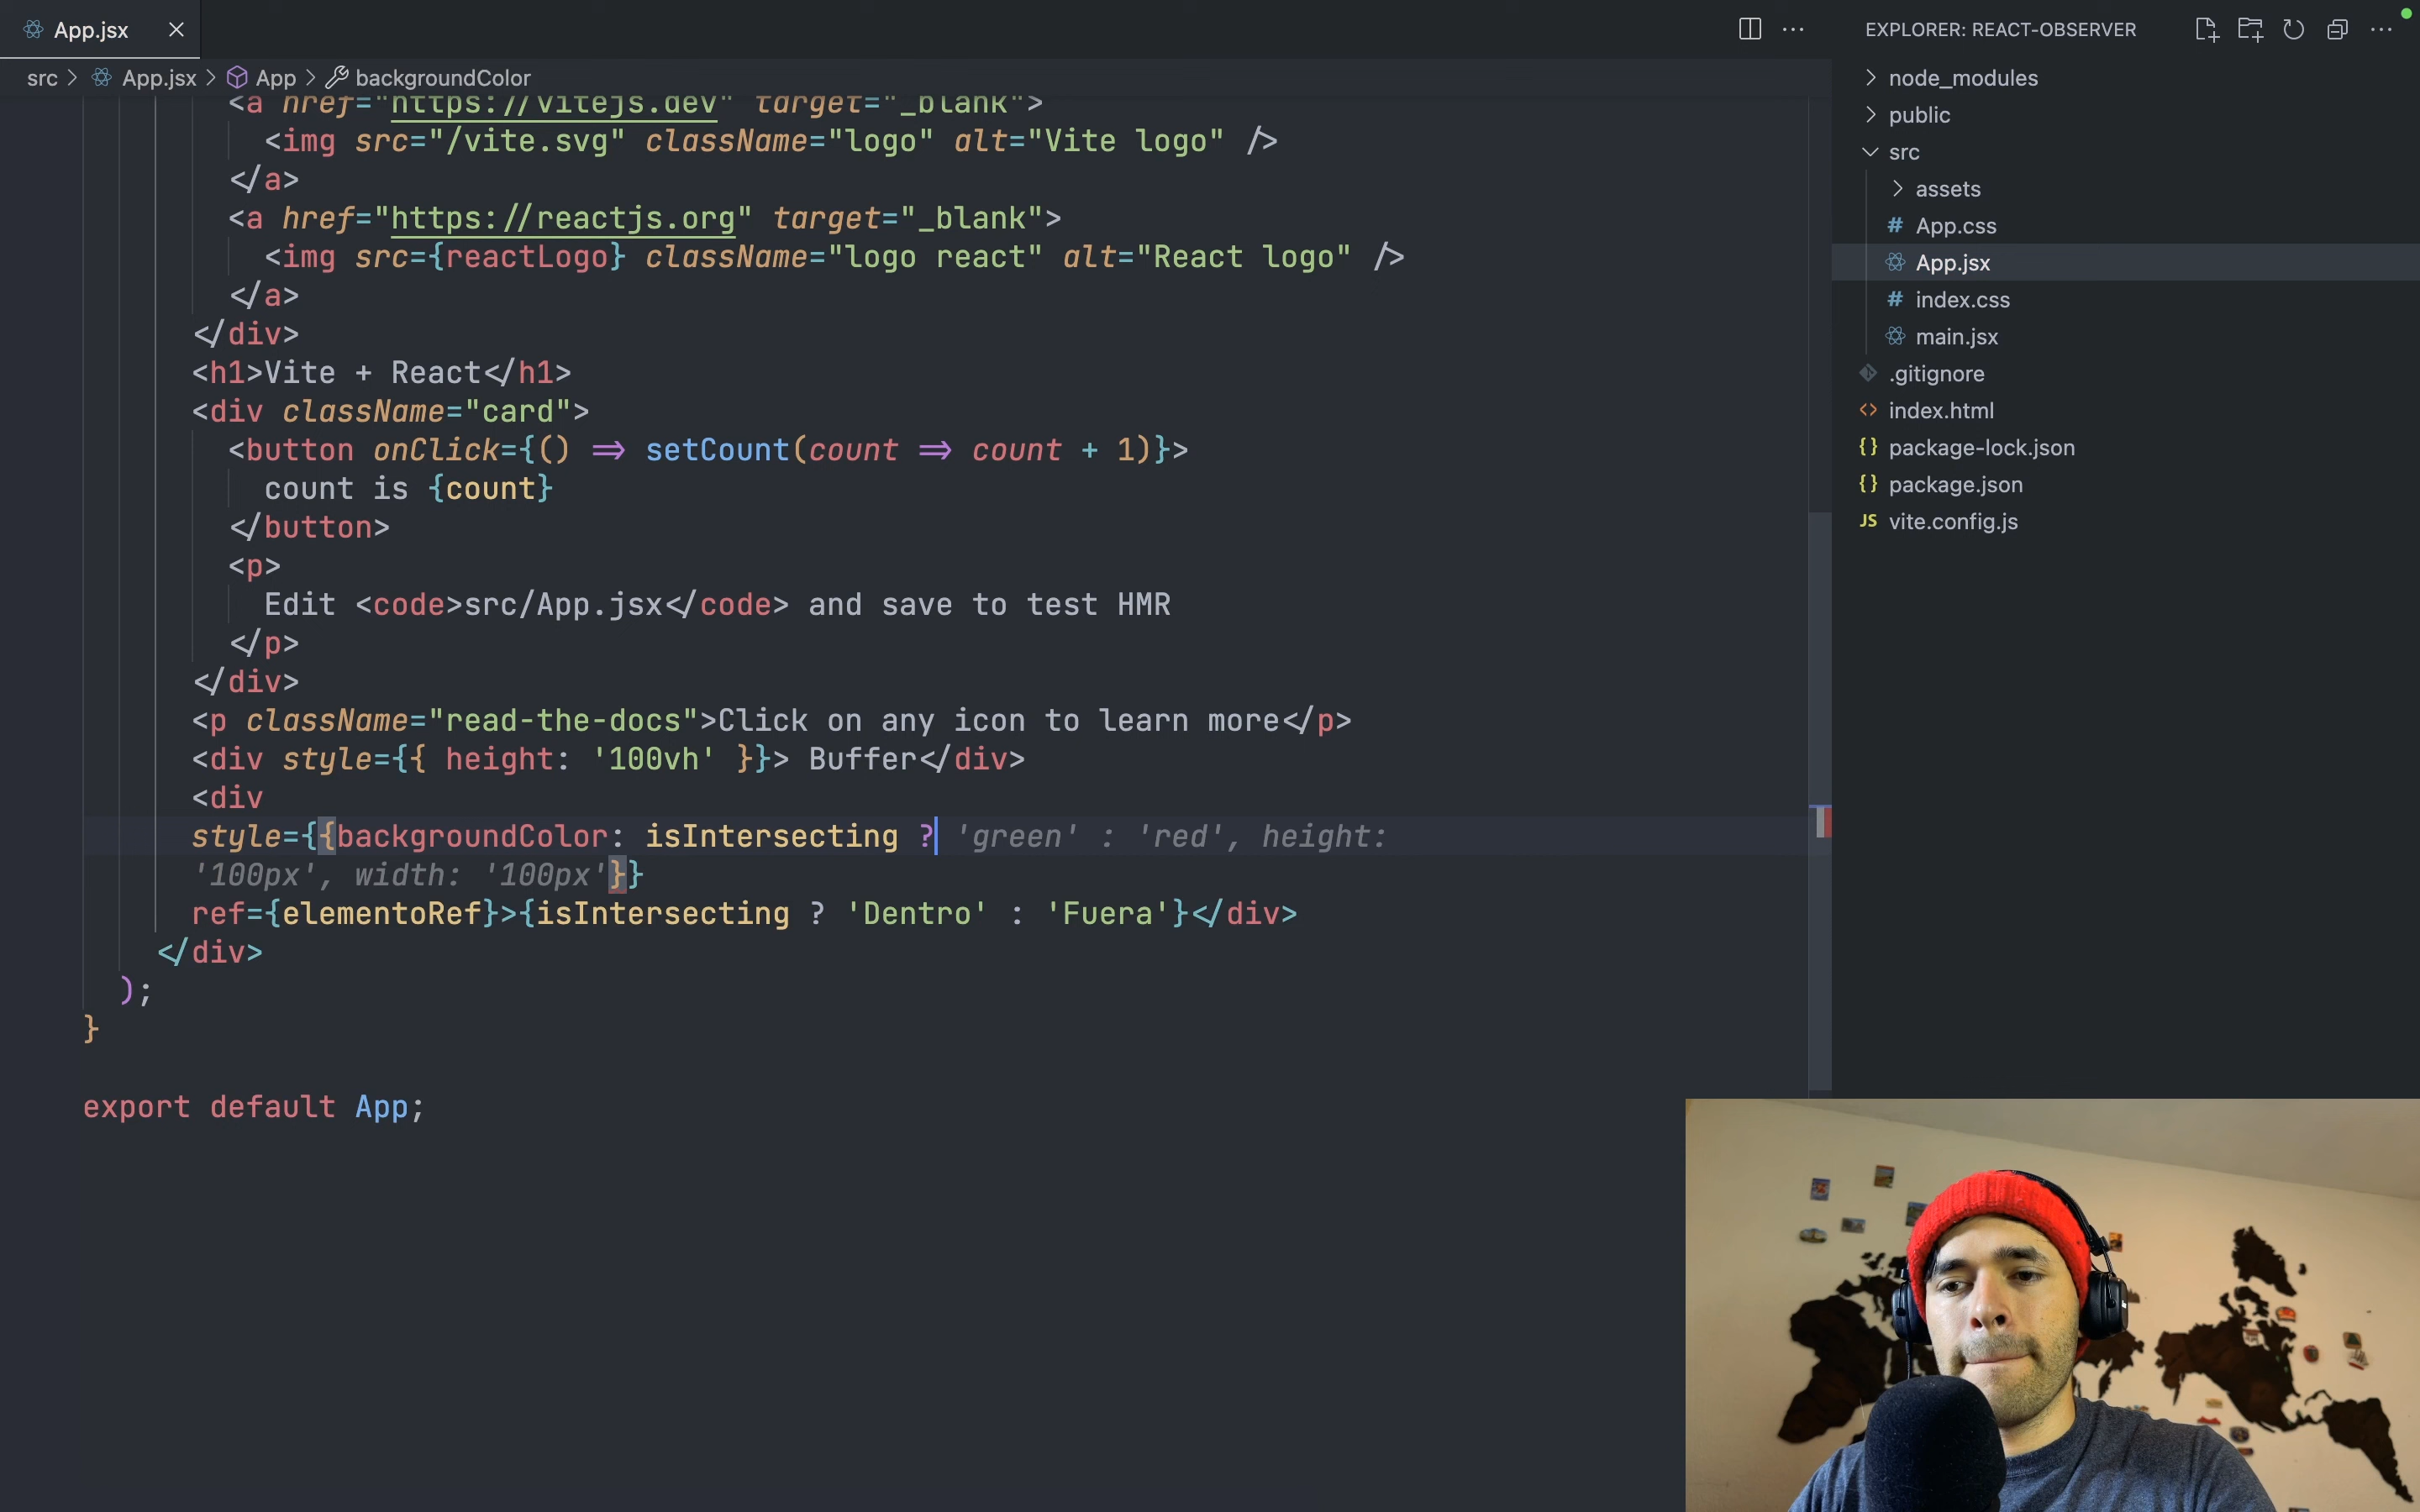 App.jsx
EXPLORER: REACT-OBSERVER
src > App.jsx > App > backgroundColor
<a href="https://vitejs.dev" target="_blank">
<img src="/vite.svg" className="logo" alt="Vite logo" />
</a>
<a href="https://reactjs.org" target="_blank">
<img src={reactLogo} className="logo react" alt="React logo" />
</a>
</div>
<h1>Vite + React</h1>
<div className="card">
<button onClick={() => setCount(count => count + 1)}>
count is {count}
</button>
<p>
Edit <code>src/App.jsx</code> and save to test HMR
</p>
</div>
<p className="read-the-docs">Click on any icon to learn more</p>
<div style={{ height: '100vh' }}> Buffer</div>
<div
style={{backgroundColor: isIntersecting ? 'green' : 'red', height:
'100px', width: '100px'}}
ref={elementoRef}>{isIntersecting ? 'Dentro' : 'Fuera'}</div>
</div>
);
}
export default App;
node_modules
public
src
assets
# App.css
App.jsx
# index.css
main.jsx
.gitignore
<> index.html
{} package-lock.json
{} package.json
JS vite.config.js